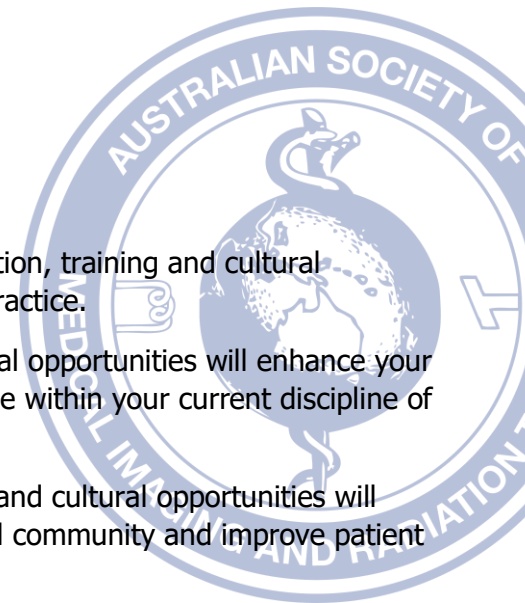 AUSTRALIAN SOCIETY OF
MEDICAL IMAGING AND RADIATION
tion, training and cultural
ractice.
al opportunities will enhance your
e within your current discipline of
and cultural opportunities will
l community and improve patient